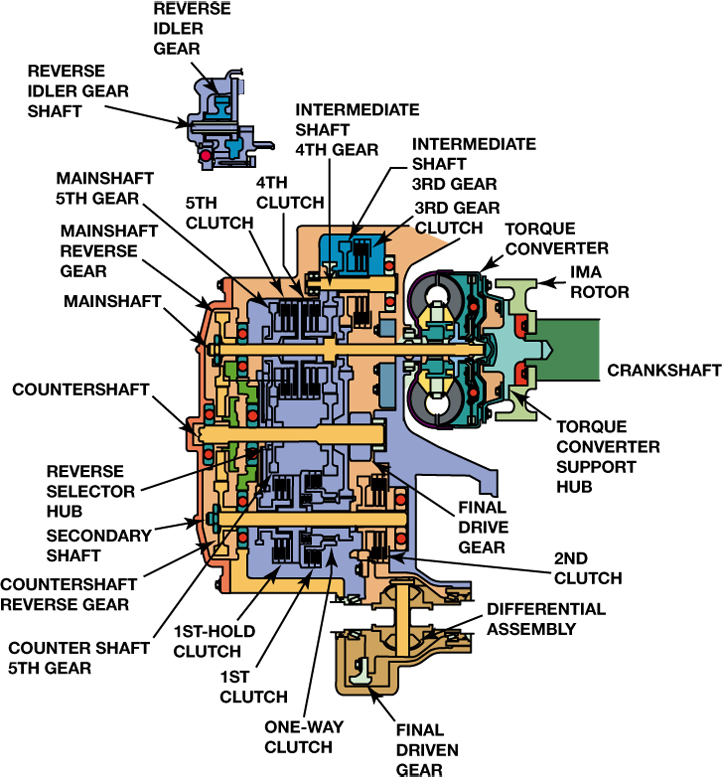 REVERSE
IDLER
GEAR
REVERSE
IDLER GEAR
SHAFT
INTERMEDIATE
SHAFT
4TH GEAR
INTERMEDIATE
SHAFT
3RD GEAR
MAINSHAFT
5TH GEAR
5TH
CLUTCH
4TH
CLUTCH
3RD GEAR
CLUTCH
TORQUE
CONVERTER
MAINSHAFT
REVERSE
GEAR
IMA
ROTOR
MAINSHAFT
CRANKSHAFT
COUNTERSHAFT
TORQUE
CONVERTER
SUPPORT
HUB
REVERSE
SELECTOR
HUB
FINAL
DRIVE
GEAR
SECONDARY
SHAFT
2ND
CLUTCH
COUNTERSHAFT
REVERSE GEAR
DIFFERENTIAL
ASSEMBLY
COUNTER SHAFT
5TH GEAR
1ST-HOLD
CLUTCH
1ST
CLUTCH
ONE-WAY
CLUTCH
FINAL
DRIVEN
GEAR